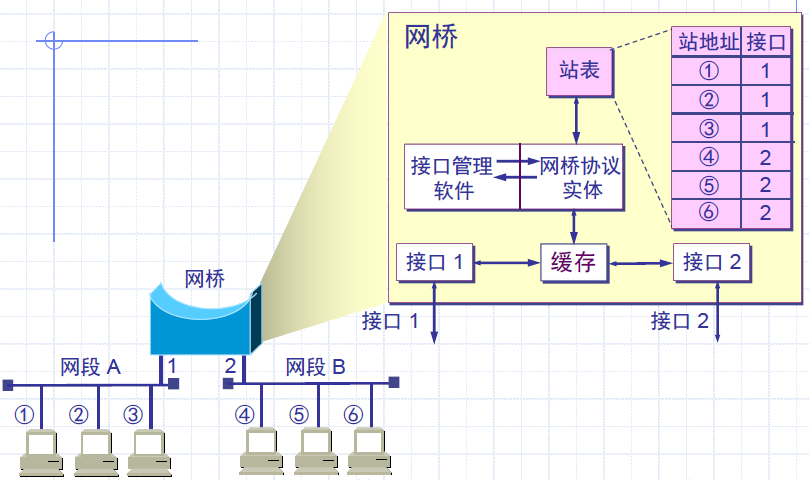 网桥
站表
站地址 接口
① 1
② 1
③ 1
④ 2
⑤ 2
⑥ 2
接口管理
软件
网桥协议
实体
接口 1
缓存
接口 2
接口 1
接口 2
网桥
网段 A
1
2
网段 B
①
②
③
④
⑤
⑥